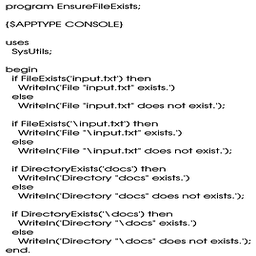 program EnsureFileExists;
{$APPTYPE CONSOLE}
uses
SysUtils;
begin
if FileExists('input.txt') then
Writeln('File "input.txt" exists.')
else
Writeln('File "input.txt" does not exist.');
if FileExists('\input.txt') then
Writeln('File "\input.txt" exists.')
else
Writeln('File "\input.txt" does not exist.');
if DirectoryExists('docs') then
Writeln('Directory "docs" exists.')
else
Writeln('Directory "docs" does not exists.');
if DirectoryExists('\docs') then
Writeln('Directory "\docs" exists.')
else
Writeln('Directory "\docs" does not exists.');
end.